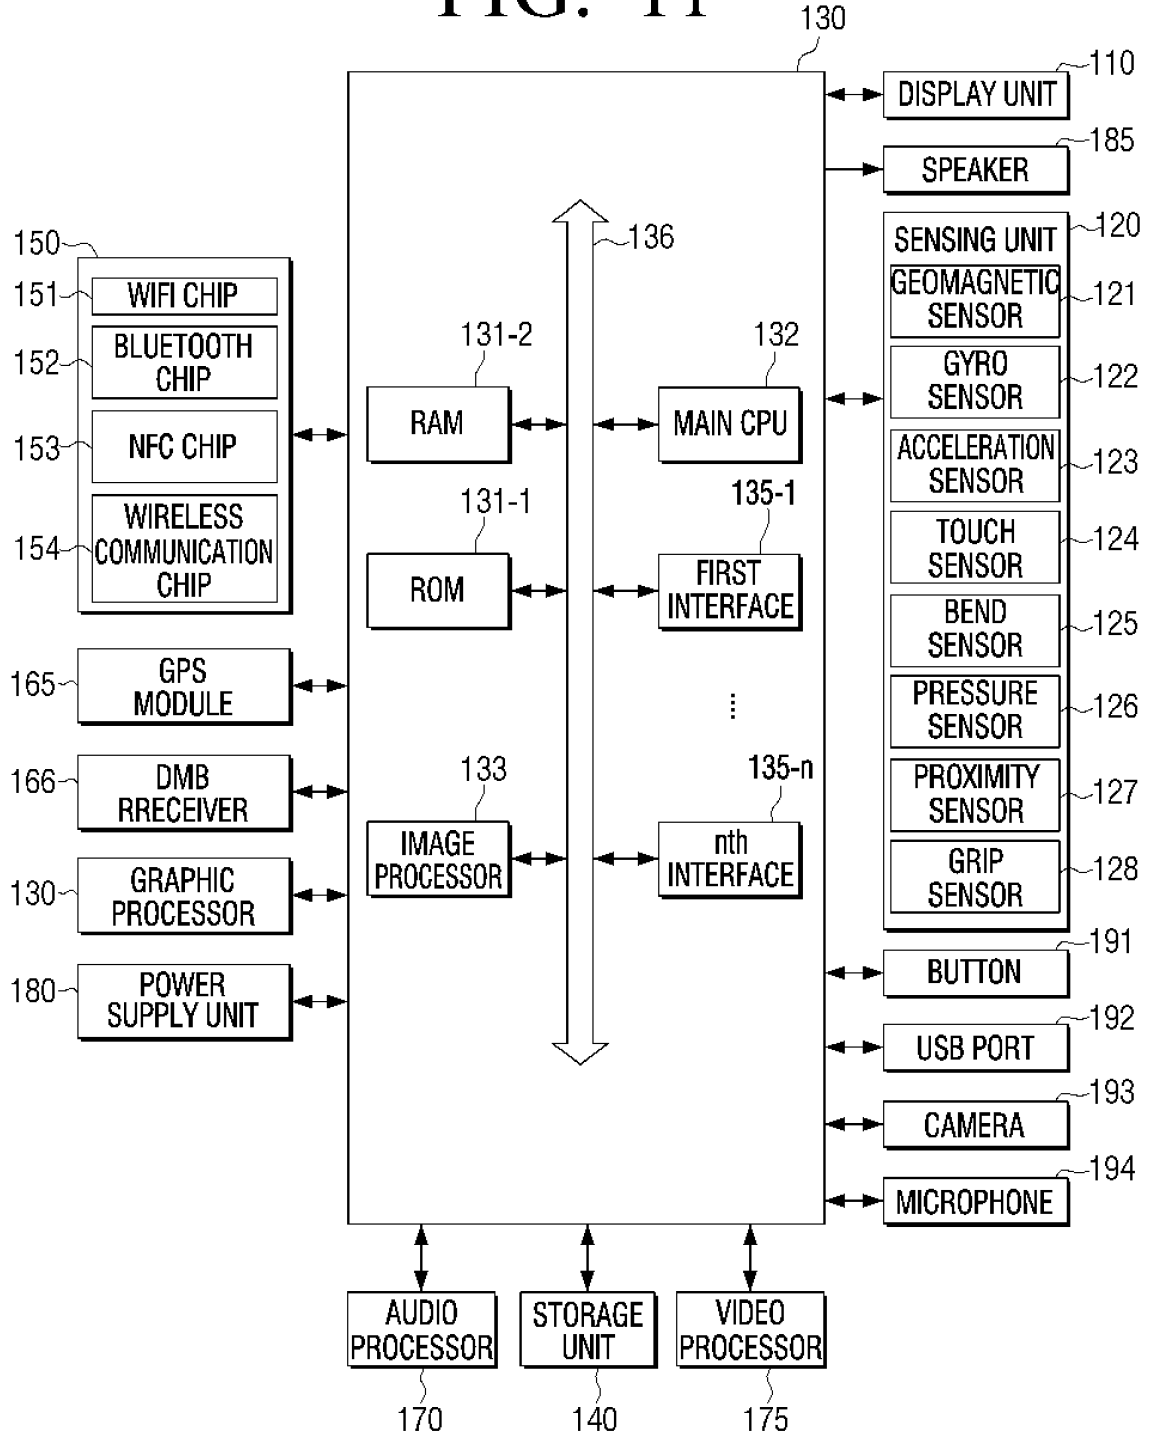 FIG. 41
130
110
DISPLAY UNIT
185
SPEAKER
120
SENSING UNIT
GEOMAGNETIC
SENSOR
121
GYRO
SENSOR
122
ACCELERATION
SENSOR
123
TOUCH
SENSOR
124
BEND
SENSOR
125
PRESSURE
SENSOR
126
PROXIMITY
SENSOR
127
GRIP
SENSOR
128
191
BUTTON
192
USB PORT
193
CAMERA
194
MICROPHONE
136
150
151
WIFI CHIP
152
BLUETOOTH
CHIP
153
NFC CHIP
154
WIRELESS
COMMUNICATION
CHIP
165
GPS
MODULE
166
DMB
RRECEIVER
130
GRAPHIC
PROCESSOR
180
POWER
SUPPLY UNIT
131-2
RAM
132
MAIN CPU
131-1
ROM
135-1
FIRST
INTERFACE
133
IMAGE
PROCESSOR
135-n
nth
INTERFACE
AUDIO
PROCESSOR
170
STORAGE
UNIT
140
VIDEO
PROCESSOR
175